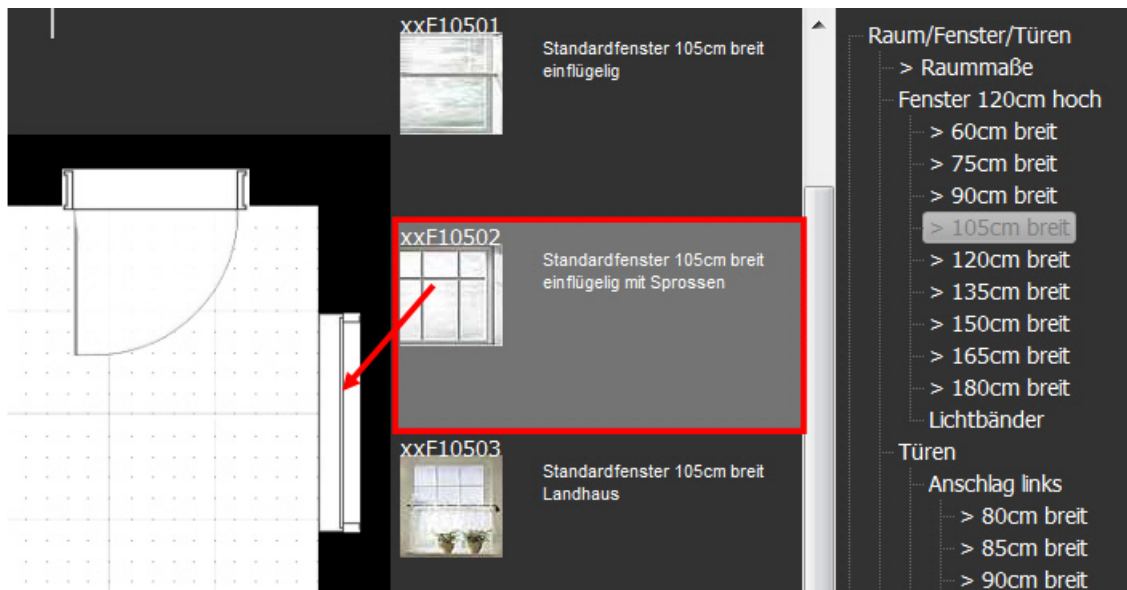 xxF10501
Standardfenster 105cm breit
einflügelig
xxF10502
Standardfenster 105cm breit
einflügelig mit Sprossen
xxF10503
Standardfenster 105cm breit
Landhaus
Raum/Fenster/Türen
> Raummaße
Fenster 120cm hoch
> 60cm breit
> 75cm breit
> 90cm breit
> 105cm breit
> 120cm breit
> 135cm breit
> 150cm breit
> 165cm breit
> 180cm breit
Lichtbänder
Türen
Anschlag links
> 80cm breit
> 85cm breit
> 90cm breit